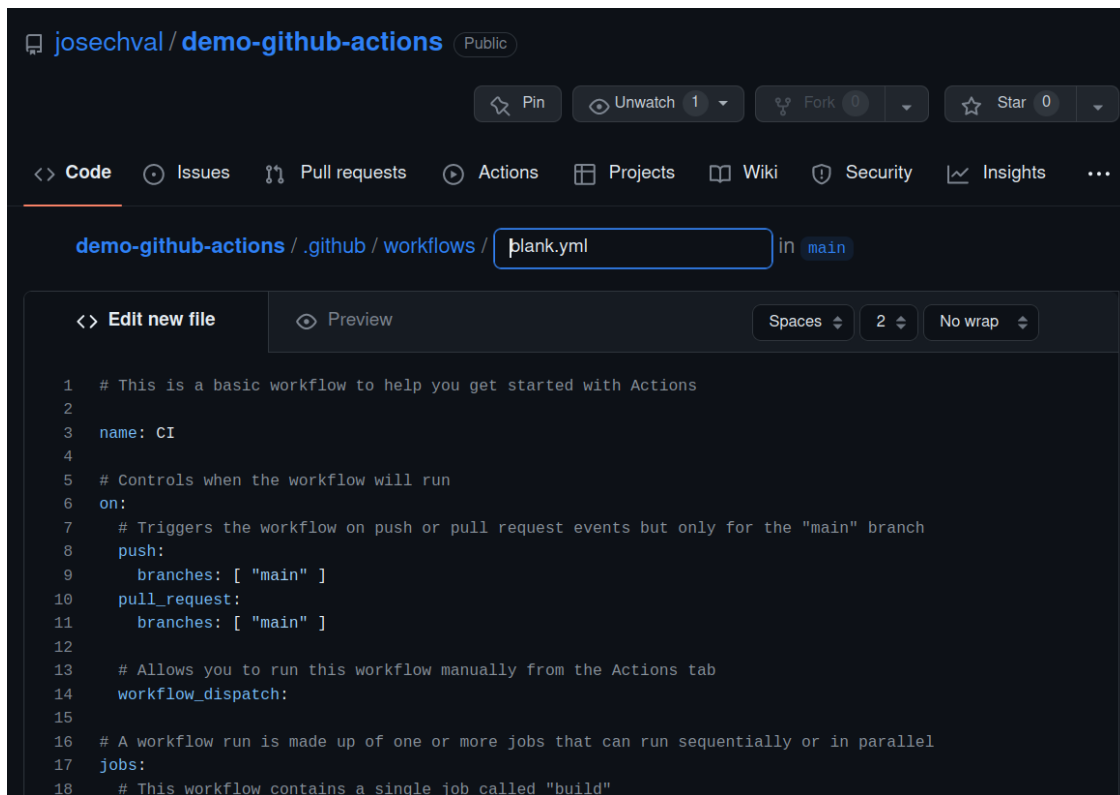 josechval / demo-github-actions Public
Pin Unwatch 1 Fork 0 Star 0
Code Issues Pull requests Actions Projects Wiki Security Insights ...
demo-github-actions / .github / workflows / blank.yml in main
Edit new file Preview Spaces 2 No wrap
1 # This is a basic workflow to help you get started with Actions
2
3 name: CI
4
5 # Controls when the workflow will run
6 on:
7   # Triggers the workflow on push or pull request events but only for the "main" branch
8   push:
9     branches: [ "main" ]
10   pull_request:
11     branches: [ "main" ]
12
13   # Allows you to run this workflow manually from the Actions tab
14   workflow_dispatch:
15
16 # A workflow run is made up of one or more jobs that can run sequentially or in parallel
17 jobs:
18   # This workflow contains a single job called "build"